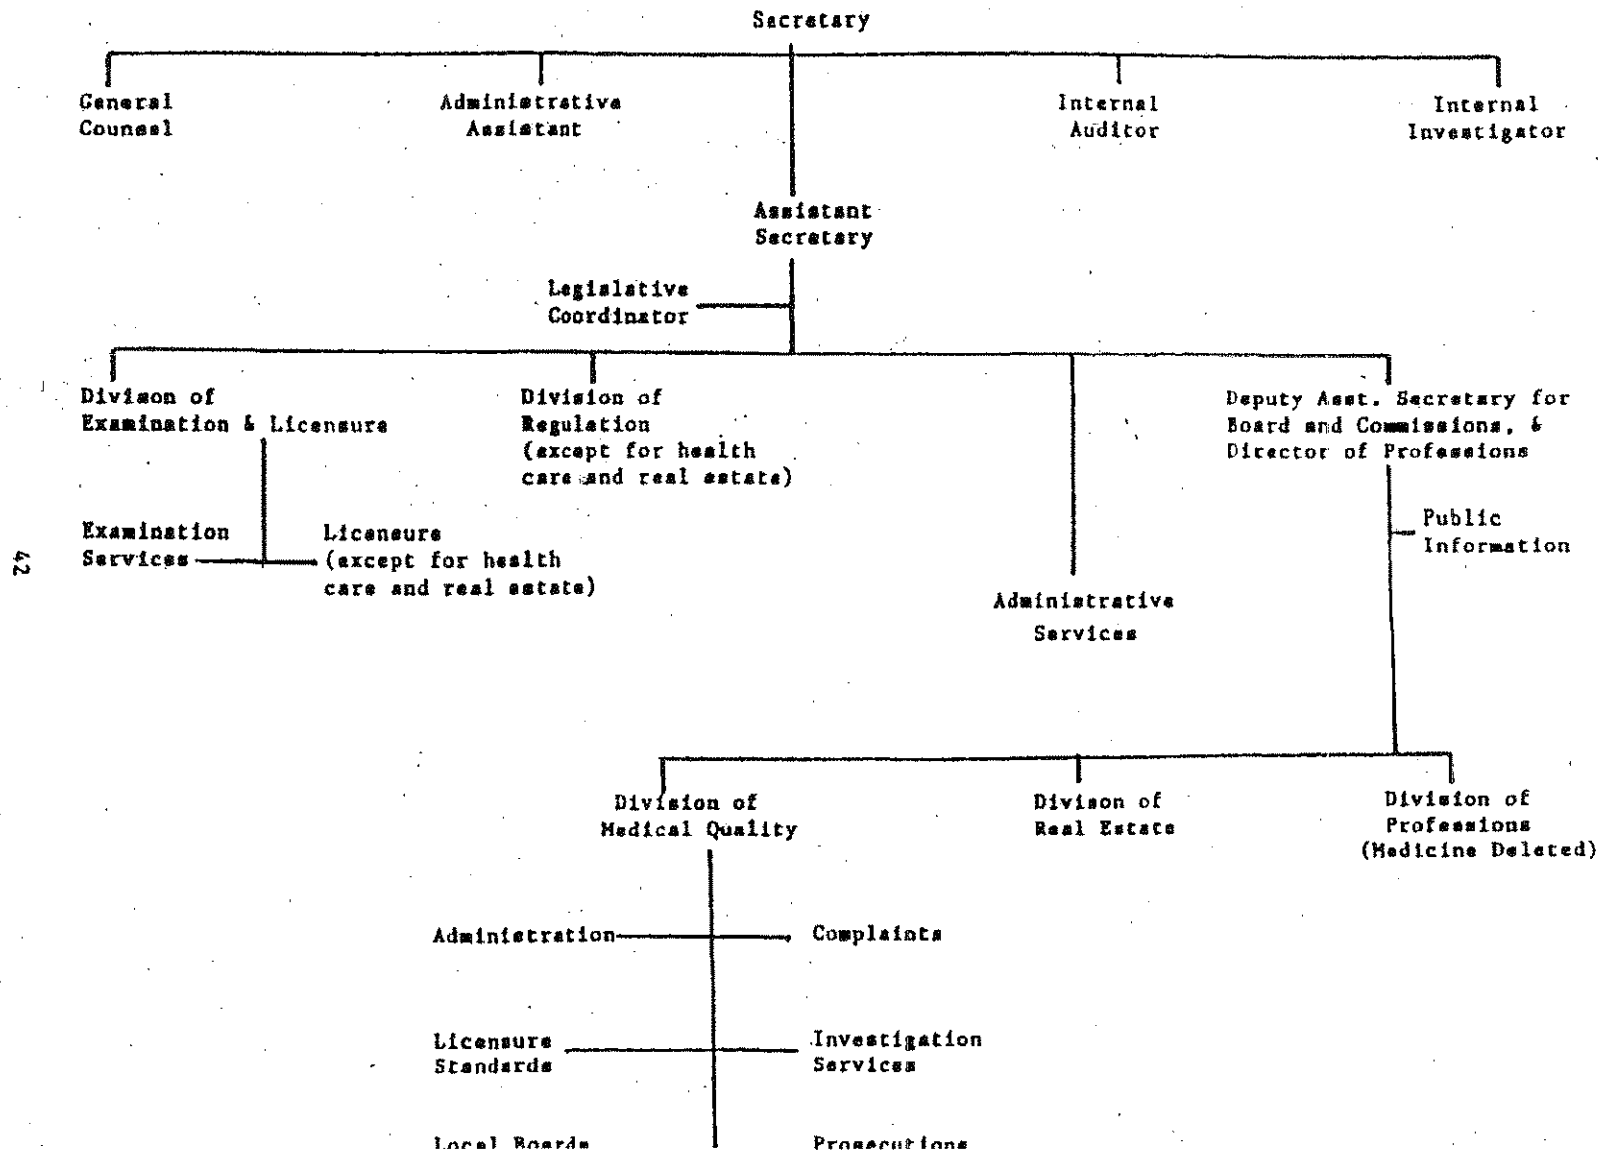 Secretary
General
Counsel
Administrative
Assistant
Internal
Auditor
Internal
Investigator
Assistant
Secretary
Legislative
Coordinator
Divison of
Examination & Licensure
Division of
Regulation
(except for health
care and real estate)
Deputy Asst. Secretary for
Board and Commissions, &
Director of Professions
Examination
Services
Licensure
(except for health
care and real estate)
Public
Information
42
Administrative
Services
Division of
Medical Quality
Divison of
Real Estate
Division of
Professions
(Medicine Deleted)
Administration
Complaints
Licensure
Standards
Investigation
Services
Local Boards
Prosecutions